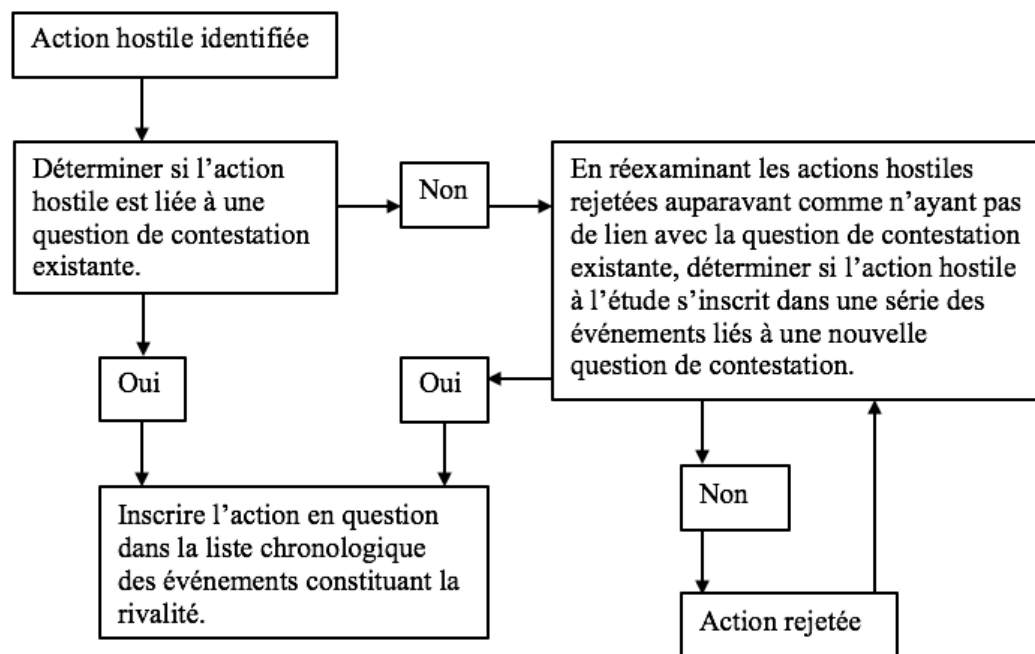 Action hostile identifiée
Déterminer si l’action
hostile est liée à une
question de contestation
existante.
Non
En réexaminant les actions hostiles
rejetées auparavant comme n’ayant pas
de lien avec la question de contestation
existante, déterminer si l’action hostile
à l’étude s’inscrit dans une série des
événements liés à une nouvelle
question de contestation.
Oui
Oui
Non
Inscrire l’action en question
dans la liste chronologique
des événements constituant la
rivalité.
Action rejetée